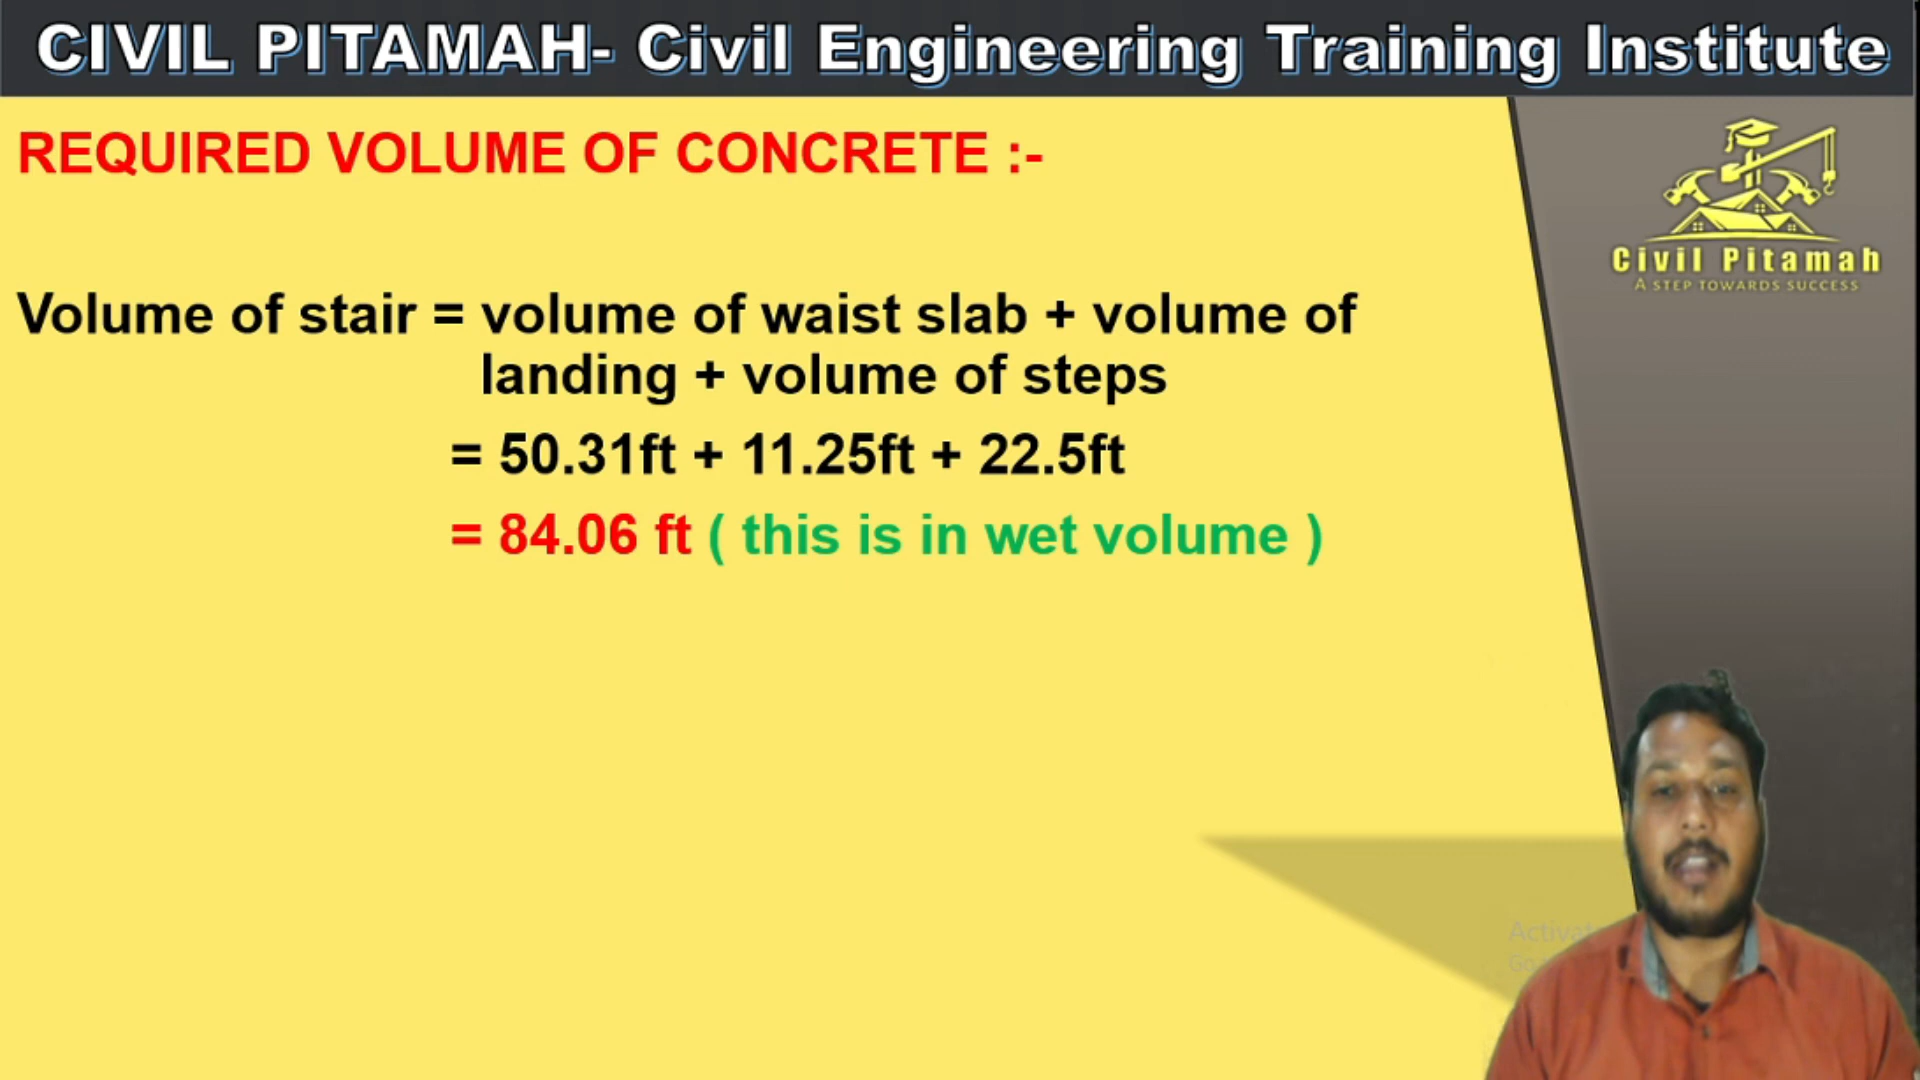 CIVIL PITAMAH- Civil Engineering Training Institute
REQUIRED VOLUME OF CONCRETE :-
Civil Pitamah
A STEP TOWARDS SUCCESS
Volume of stair = volume of waist slab + volume of
landing + volume of steps
= 50.31ft + 11.25ft + 22.5ft
= 84.06 ft ( this is in wet volume )